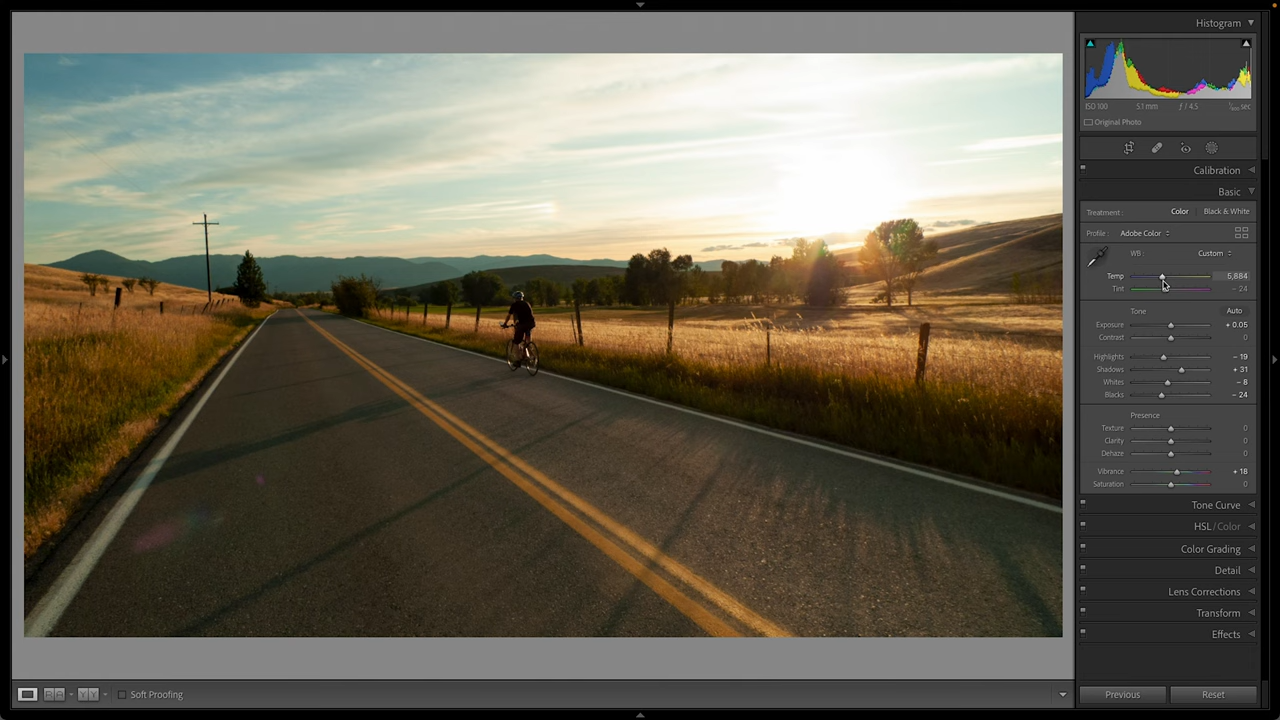 Histogram
ISO 100 5.1 mm ƒ / 4.5 sec
Original Photo
Calibration
Basic
Treatment : Color Black & White
Profile : Adobe Color
WB : Custom
Temp 5,884
Tint – 24
Tone Auto
Exposure + 0.05
Contrast 0
Highlights – 19
Shadows + 31
Whites – 8
Blacks – 24
Presence
Texture 0
Clarity 0
Dehaze 0
Vibrance + 18
Saturation 0
Tone Curve
HSL / Color
Color Grading
Detail
Lens Corrections
Transform
Effects
R A Y Y Soft Proofing Previous Reset